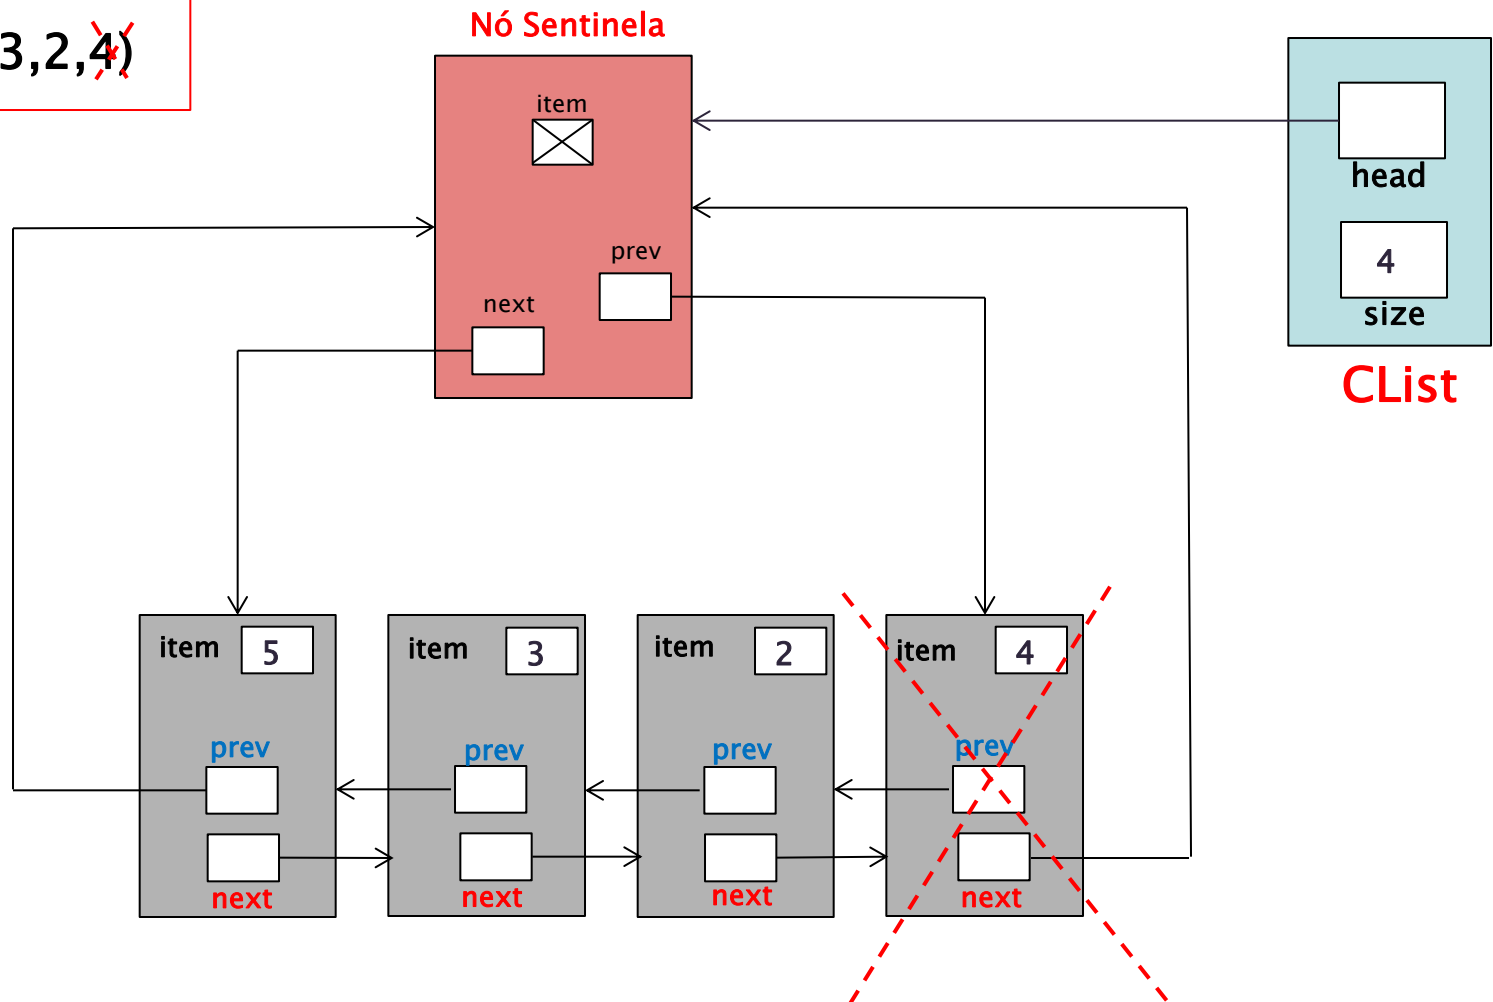 Nó Sentinela
3,2,4)
item
head
prev
4
next
size
CList
item 5
item 3
item 2
item 4
prev
prev
prev
prev
next
next
next
next